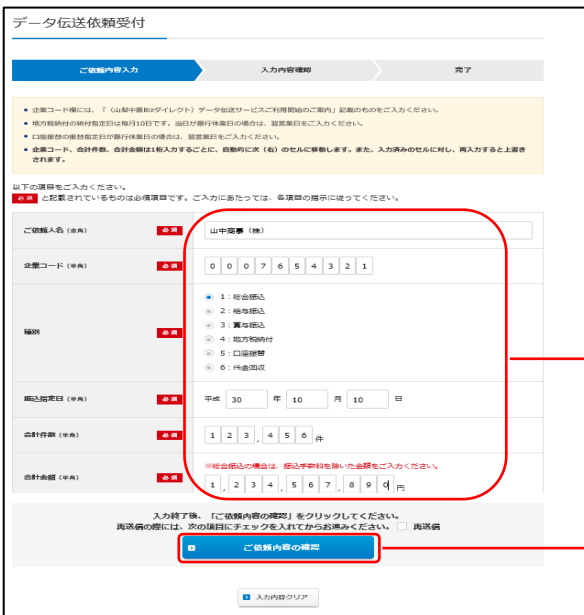 データ伝送依頼受付
ご依頼内容入力 入力内容確認 完了
企業コード欄には、「(山梨中銀Bizダイレクト)データ伝送サービスご利用開始のご案内」記載のものをご入力ください。
地方税納付の納付指定日は毎月10日です。当日が銀行休業日の場合は、翌営業日をご入力ください。
口座振替の振替指定日が銀行休業日の場合は、翌営業日をご入力ください。
企業コード、合計件数、合計金額は1桁入力するごとに、自動的に次(右)のセルに移動します。また、入力済みのセルに対し、再入力すると上書き
されます。
以下の項目をご入力ください。
必須 と記載されているものは必須項目です。ご入力にあたっては、各項目の指示に従ってください。
ご依頼人名(全角) 必須 山中商事(株)
企業コード(半角) 必須 0 0 0 7 6 5 4 3 2 1
種別 必須
1:総合振込
2:給与振込
3:賞与振込
4:地方税納付
5:口座振替
6:代金回収
振込指定日(半角) 必須 平成 30 年 10 月 10 日
合計件数(半角) 必須 1 2 3 , 4 5 6 件
※総合振込の場合は、振込手数料を除いた金額をご入力ください。
合計金額(半角) 必須 1 , 2 3 4 , 5 6 7 , 8 9 0 円
入力終了後、「ご依頼内容の確認」をクリックしてください。
再送信の際には、次の項目にチェックを入れてからお進みください。 再送信
ご依頼内容の確認
入力内容クリア